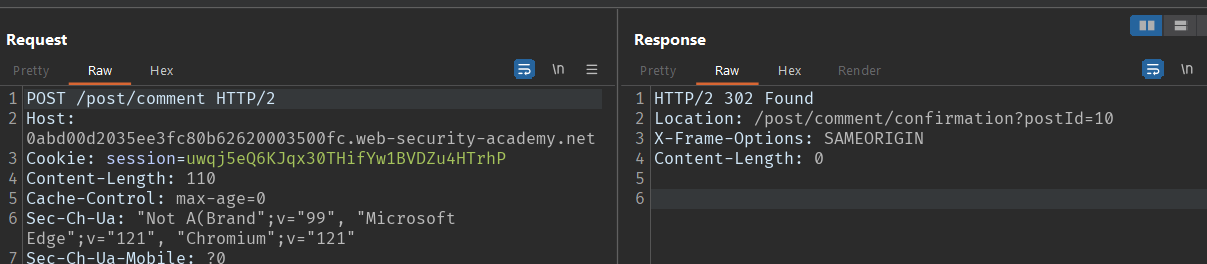 Request
Pretty Raw Hex \n
1 POST /post/comment HTTP/2
2 Host:
0abd00d2035ee3fc80b62620003500fc.web-security-academy.net
3 Cookie: session=uwqj5eQ6KJqx30THifYw1BVDZu4HTrhP
4 Content-Length: 110
5 Cache-Control: max-age=0
6 Sec-Ch-Ua: "Not A(Brand";v="99", "Microsoft
Edge";v="121", "Chromium";v="121"
7 Sec-Ch-Ua-Mobile: ?0
Response
Pretty Raw Hex Render \n
1 HTTP/2 302 Found
2 Location: /post/comment/confirmation?postId=10
3 X-Frame-Options: SAMEORIGIN
4 Content-Length: 0
5
6